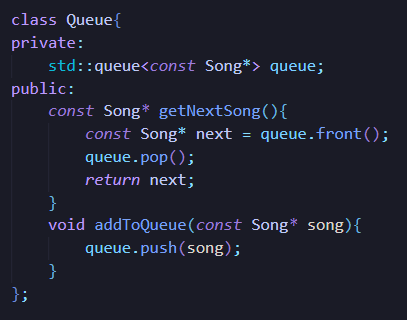 class Queue{
private:
    std::queue<const Song*> queue;
public:
    const Song* getNextSong(){
        const Song* next = queue.front();
        queue.pop();
        return next;
    }
    void addToQueue(const Song* song){
        queue.push(song);
    }
};